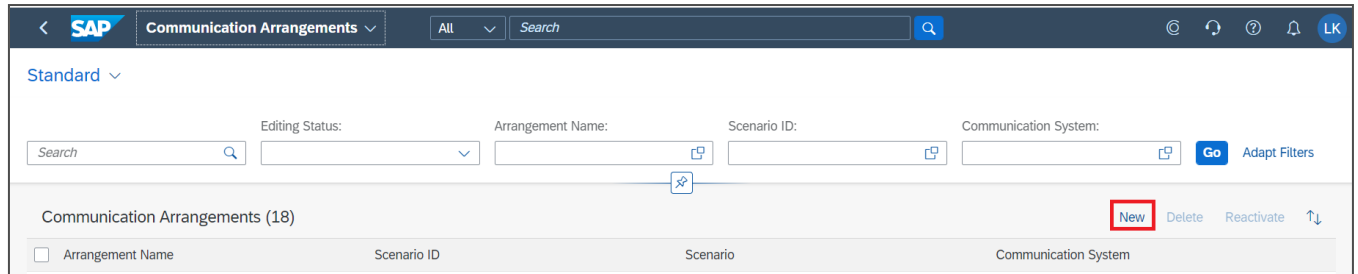 SAP Communication Arrangements All Search LK
Standard
Editing Status: Arrangement Name: Scenario ID: Communication System:
Search Go Adapt Filters
Communication Arrangements (18) New Delete Reactivate
Arrangement Name Scenario ID Scenario Communication System